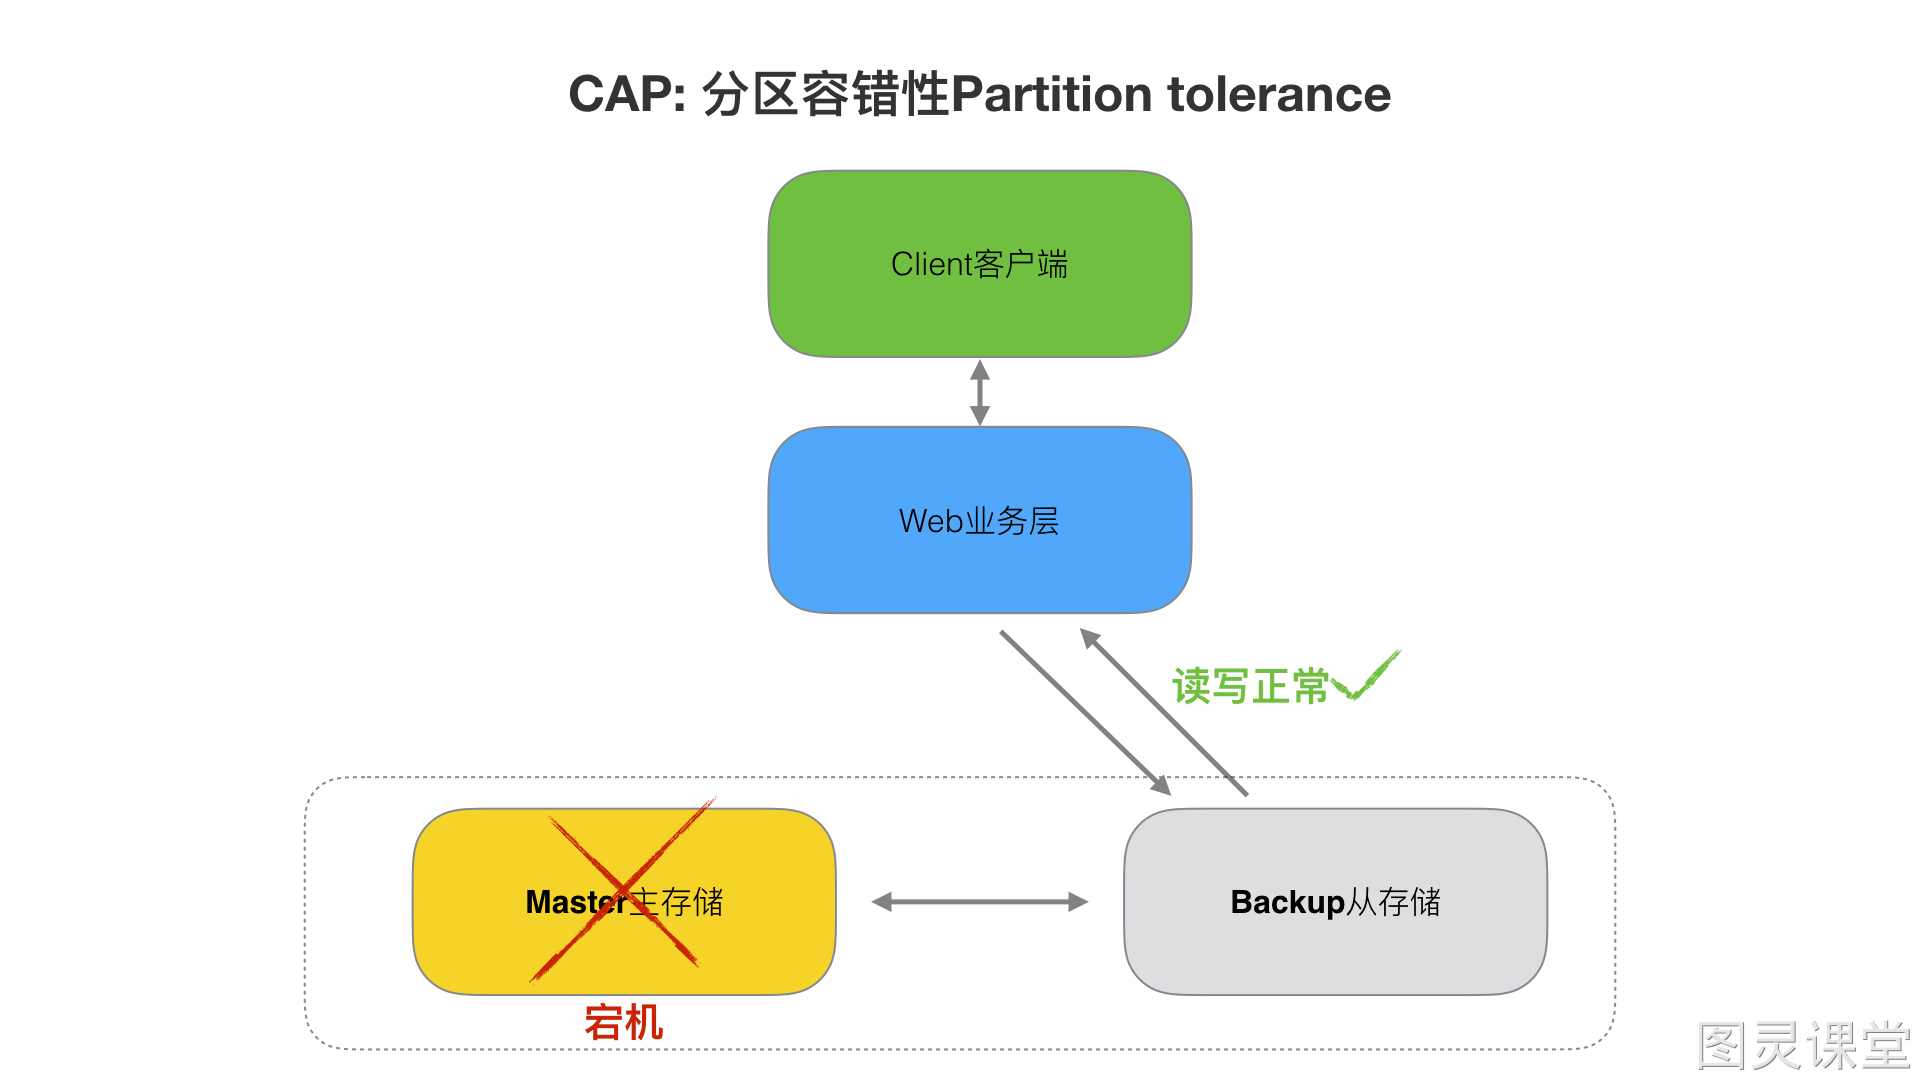 CAP: 分区容错性Partition tolerance
Client客户端
Web业务层
读写正常
Master主存储
Backup从存储
宕机
图灵课堂